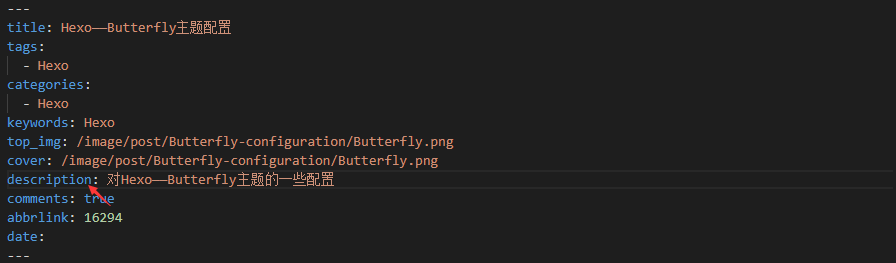 ---
title: Hexo——Butterfly主题配置
tags:
- Hexo
categories:
- Hexo
keywords: Hexo
top_img: /image/post/Butterfly-configuration/Butterfly.png
cover: /image/post/Butterfly-configuration/Butterfly.png
description: 对Hexo——Butterfly主题的一些配置
comments: true
abbrlink: 16294
date:
---